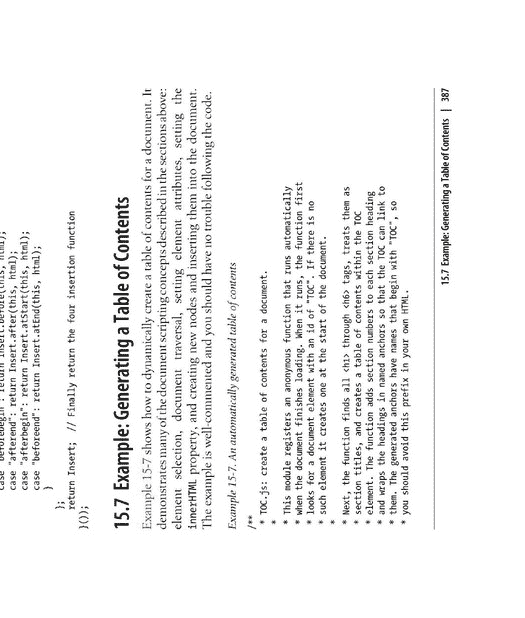 case "beforebegin": return Insert.before(this, html);
case "afterend": return Insert.after(this, html);
case "afterbegin": return Insert.atStart(this, html);
case "beforeend": return Insert.atEnd(this, html);
}
};
return Insert; // Finally return the four insertion function
}());
15.7 Example: Generating a Table of Contents
Example 15-7 shows how to dynamically create a table of contents for a document. It
demonstrates many of the document scripting concepts described in the sections above:
element selection, document traversal, setting element attributes, setting the
innerHTML property, and creating new nodes and inserting them into the document.
The example is well-commented and you should have no trouble following the code.
Example 15-7. An automatically generated table of contents
/**
* TOC.js: create a table of contents for a document.
*
* This module registers an anonymous function that runs automatically
* when the document finishes loading. When it runs, the function first
* looks for a document element with an id of "TOC". If there is no
* such element it creates one at the start of the document.
*
* Next, the function finds all <h1> through <h6> tags, treats them as
* section titles, and creates a table of contents within the TOC
* element. The function adds section numbers to each section heading
* and wraps the headings in named anchors so that the TOC can link to
* them. The generated anchors have names that begin with "TOC", so
* you should avoid this prefix in your own HTML.
15.7 Example: Generating a Table of Contents | 387